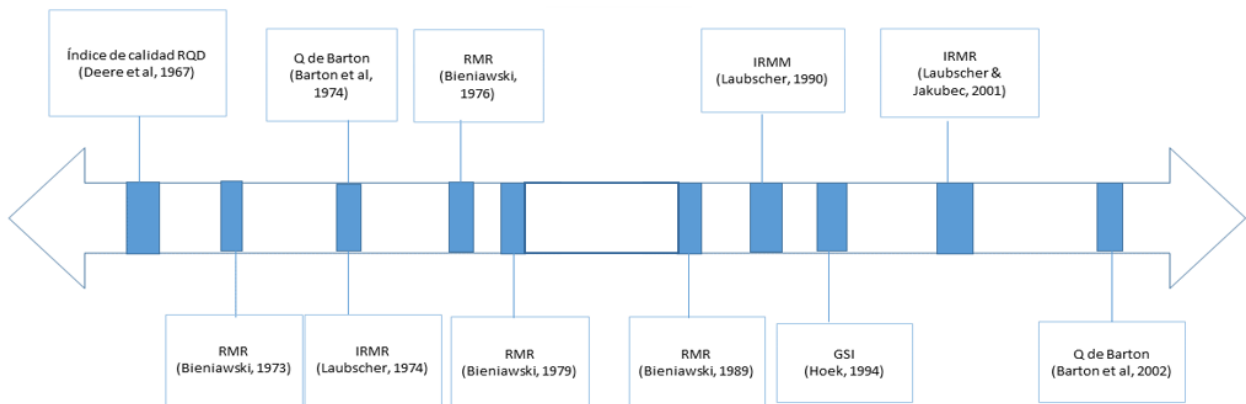 Índice de calidad RQD
(Deere et al, 1967)
Q de Barton
(Barton et al,
1974)
RMR
(Bieniawski,
1976)
IRMM
(Laubscher, 1990)
IRMR
(Laubscher &
Jakubec, 2001)
RMR
(Bieniawski, 1973)
IRMR
(Laubscher, 1974)
RMR
(Bieniawski, 1979)
RMR
(Bieniawski, 1989)
GSI
(Hoek, 1994)
Q de Barton
(Barton et al, 2002)